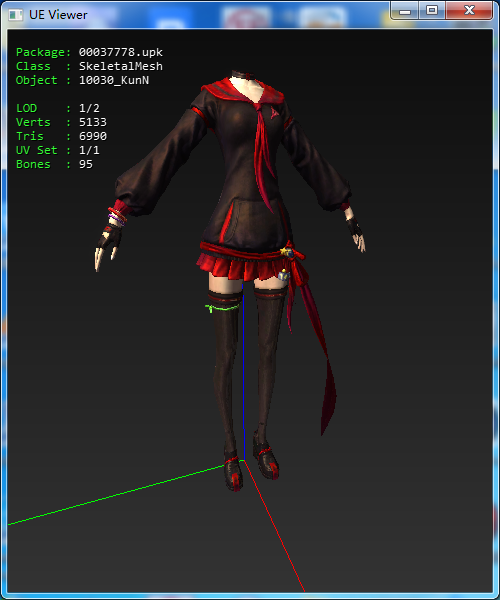 UE Viewer
Package: 00037778.upk
Class : SkeletalMesh
Object : 10030_KunN
LOD : 1/2
Verts : 5133
Tris : 6990
UV Set : 1/1
Bones : 95